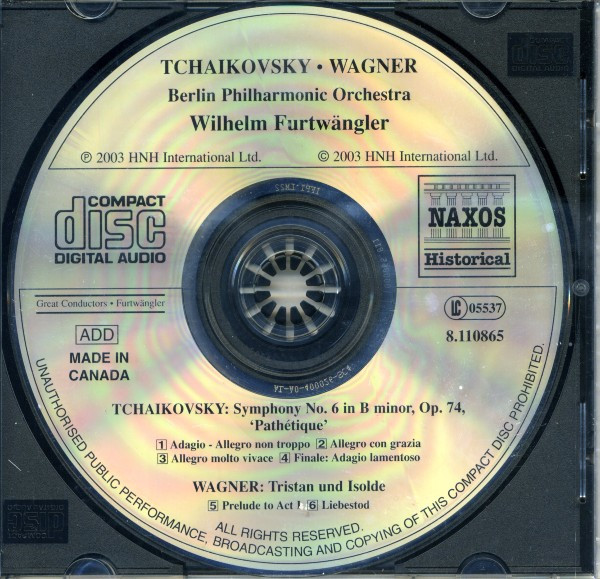 TCHAIKOVSKY • WAGNER
Berlin Philharmonic Orchestra
Wilhelm Furtwängler
℗ 2003 HNH International Ltd. © 2003 HNH International Ltd.
COMPACT
disc
DIGITAL AUDIO
NAXOS
Historical
Great Conductors • Furtwängler
ADD
MADE IN
CANADA
LC 05537
8.110865
TCHAIKOVSKY: Symphony No. 6 in B minor, Op. 74,
'Pathétique'
1 Adagio - Allegro non troppo 2 Allegro con grazia
3 Allegro molto vivace 4 Finale: Adagio lamentoso
WAGNER: Tristan und Isolde
5 Prelude to Act I 6 Liebestod
ALL RIGHTS RESERVED.
UNAUTHORISED PUBLIC PERFORMANCE, BROADCASTING AND COPYING OF THIS COMPACT DISC PROHIBITED.